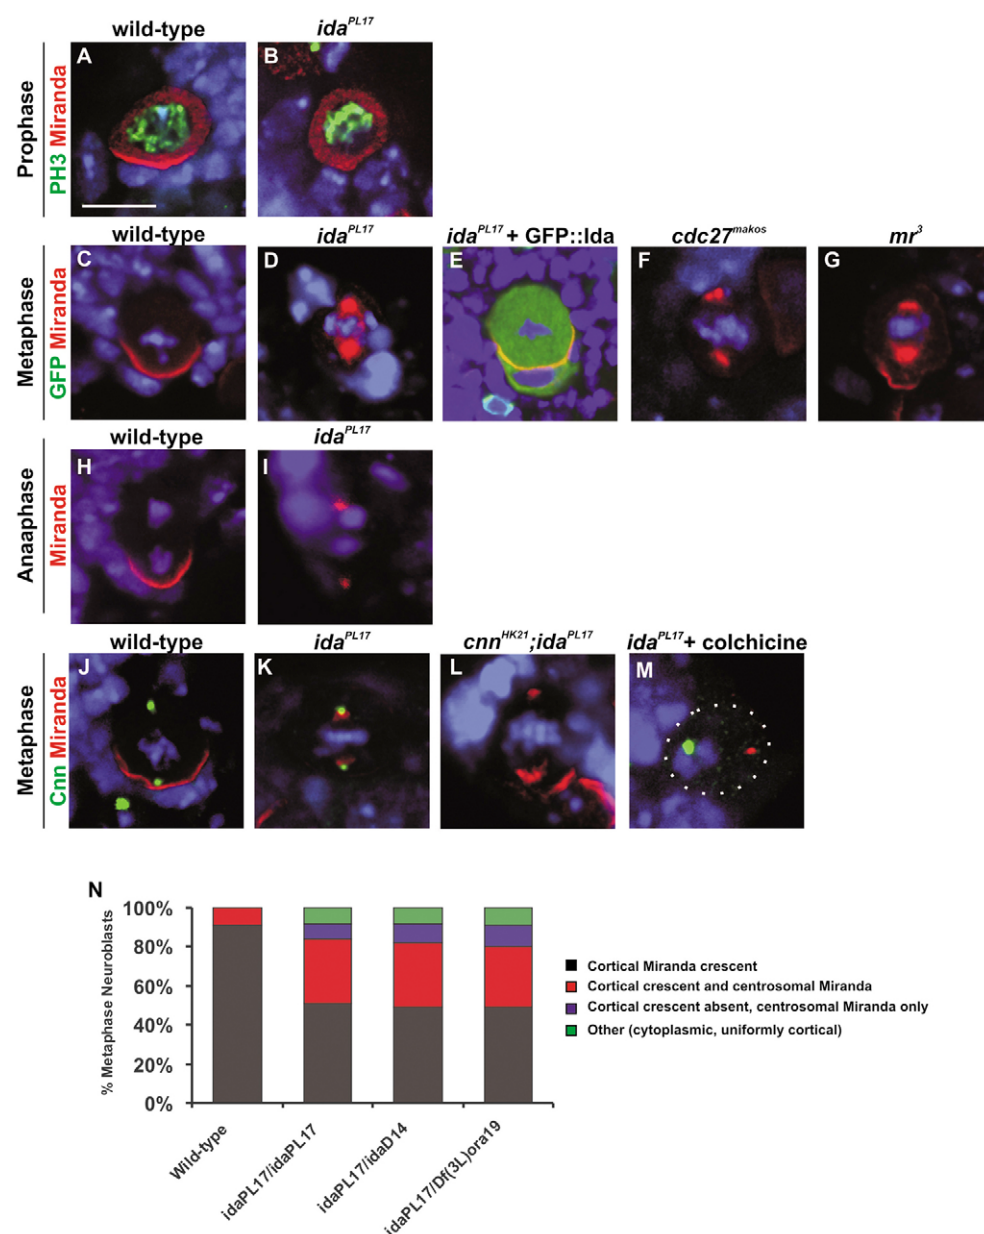 wild-type
ida^PL17
Prophase
PH3 Miranda
A
B
wild-type
ida^PL17
ida^PL17 + GFP::Ida
cdc27^makos
mr^3
Metaphase
GFP Miranda
C
D
E
F
G
wild-type
ida^PL17
Anaaphase
Miranda
H
I
wild-type
ida^PL17
cnn^HK21;ida^PL17
ida^PL17+ colchicine
Metaphase
Cnn Miranda
J
K
L
M
N
% Metaphase Neuroblasts
100%
80%
60%
40%
20%
0%
Wild-type
idaPL17/idaPL17
idaPL17/idaD14
idaPL17/Df(3L)ora19
Cortical Miranda crescent
Cortical crescent and centrosomal Miranda
Cortical crescent absent, centrosomal Miranda only
Other (cytoplasmic, uniformly cortical)